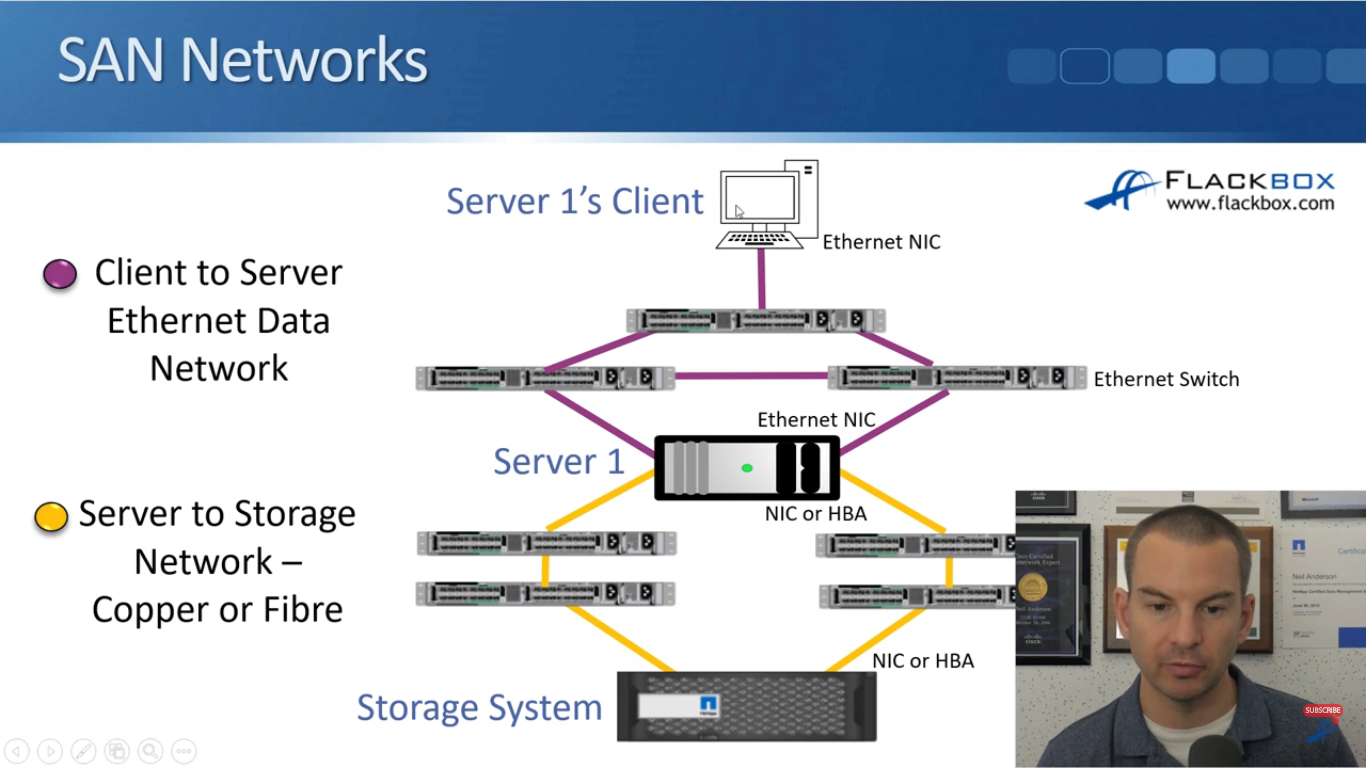 SAN Networks
FLACKBOX
www.flackbox.com
Server 1's Client
Ethernet NIC
Client to Server
Ethernet Data
Network
Ethernet Switch
Ethernet NIC
Server 1
NIC or HBA
Server to Storage
Network –
Copper or Fibre
NIC or HBA
Storage System
Neil Anderson
SUBSCRIBE